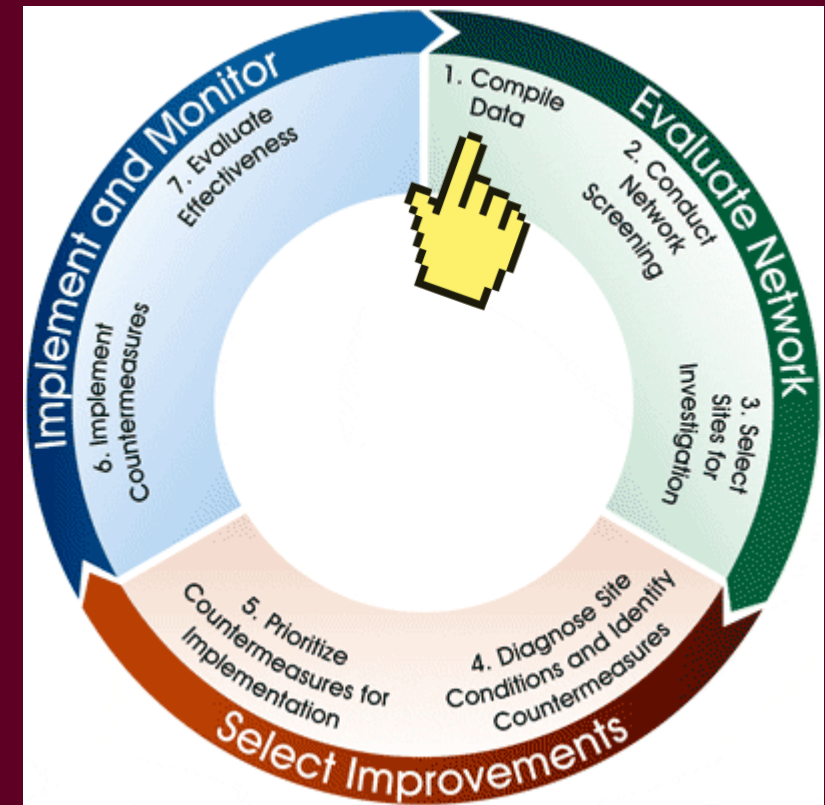 Evaluate Network
1. Compile
Data
2. Conduct
Network
Screening
3. Select
Sites for
Investigation
Select Improvements
4. Diagnose Site
Conditions and Identify
Countermeasures
5. Prioritize
Countermeasures for
Implementation
Implement and Monitor
6. Implement
Countermeasures
7. Evaluate
Effectiveness